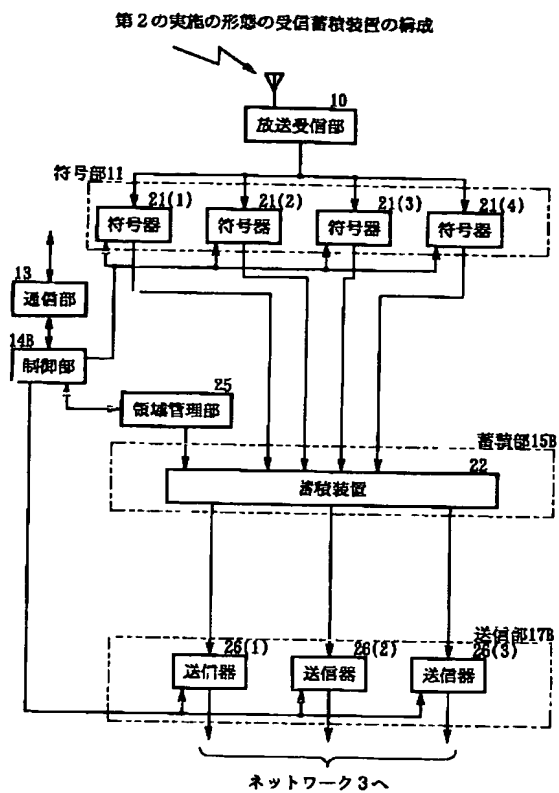 第2の実施の形態の受信蓄積装置の構成
10
放送受信部
符号部11
21(1)
21(2)
21(3)
21(4)
符号器
符号器
符号器
符号器
13
通信部
14B
制御部
25
領域管理部
蓄積部15B
22
蓄積装置
送信部17B
26(1)
26(2)
26(3)
送信器
送信器
送信器
ネットワーク3へ